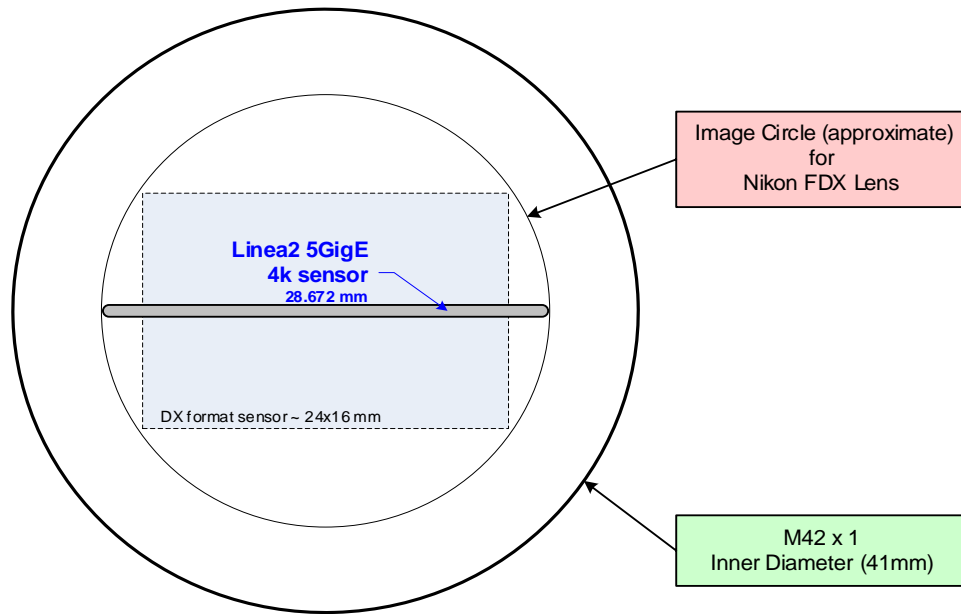 Image Circle (approximate)
for
Nikon FDX Lens
Linea2 5GigE
4k sensor
28.672 mm
DX format sensor ~ 24x16 mm
M42 x 1
Inner Diameter (41mm)